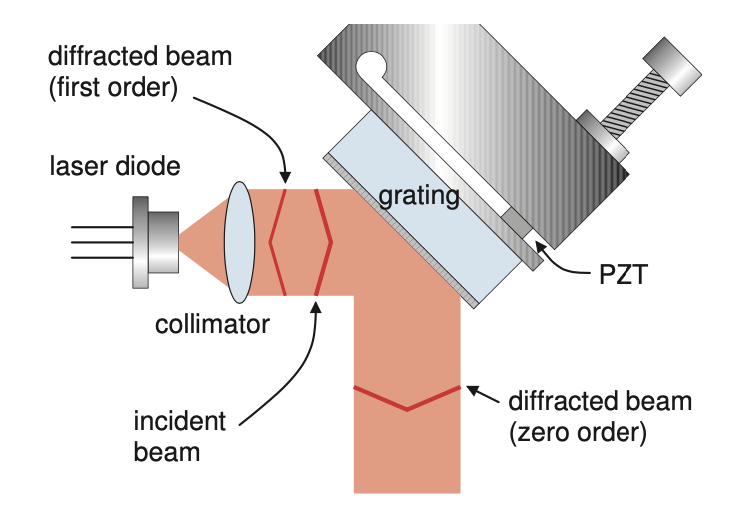 diffracted beam
(first order)
laser diode
grating
PZT
collimator
incident
beam
diffracted beam
(zero order)